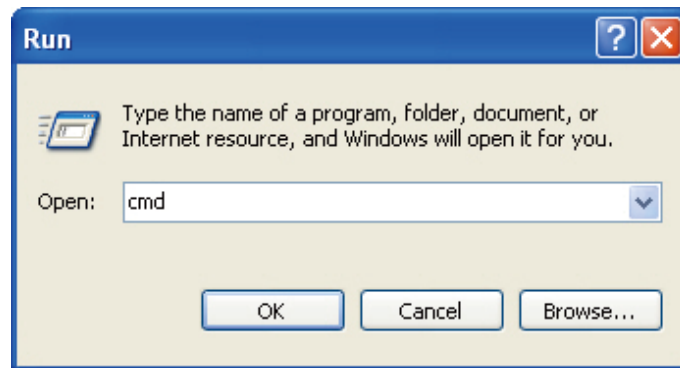 Run
Type the name of a program, folder, document, or
Internet resource, and Windows will open it for you.
Open: cmd
OK Cancel Browse...